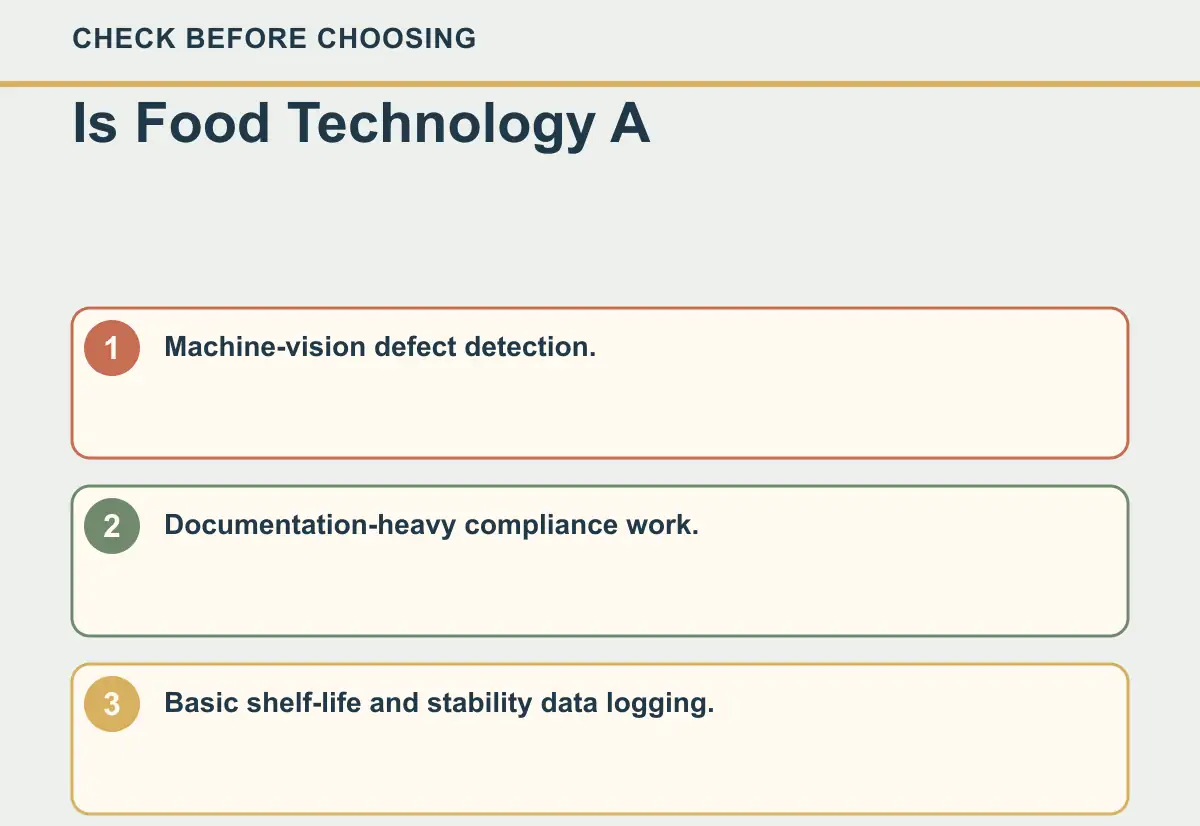 CHECK BEFORE CHOOSING
Is Food Technology A
1 Machine-vision defect detection.
2 Documentation-heavy compliance work.
3 Basic shelf-life and stability data logging.